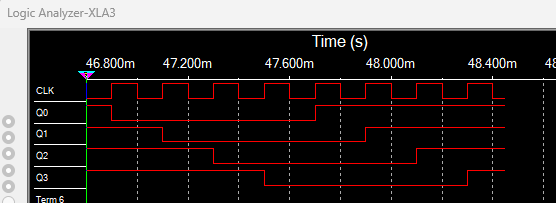 Logic Analyzer-XLA3
Time (s)
46.800m 47.200m 47.600m 48.000m 48.400m
CLK
Q0
Q1
Q2
Q3
Term 6